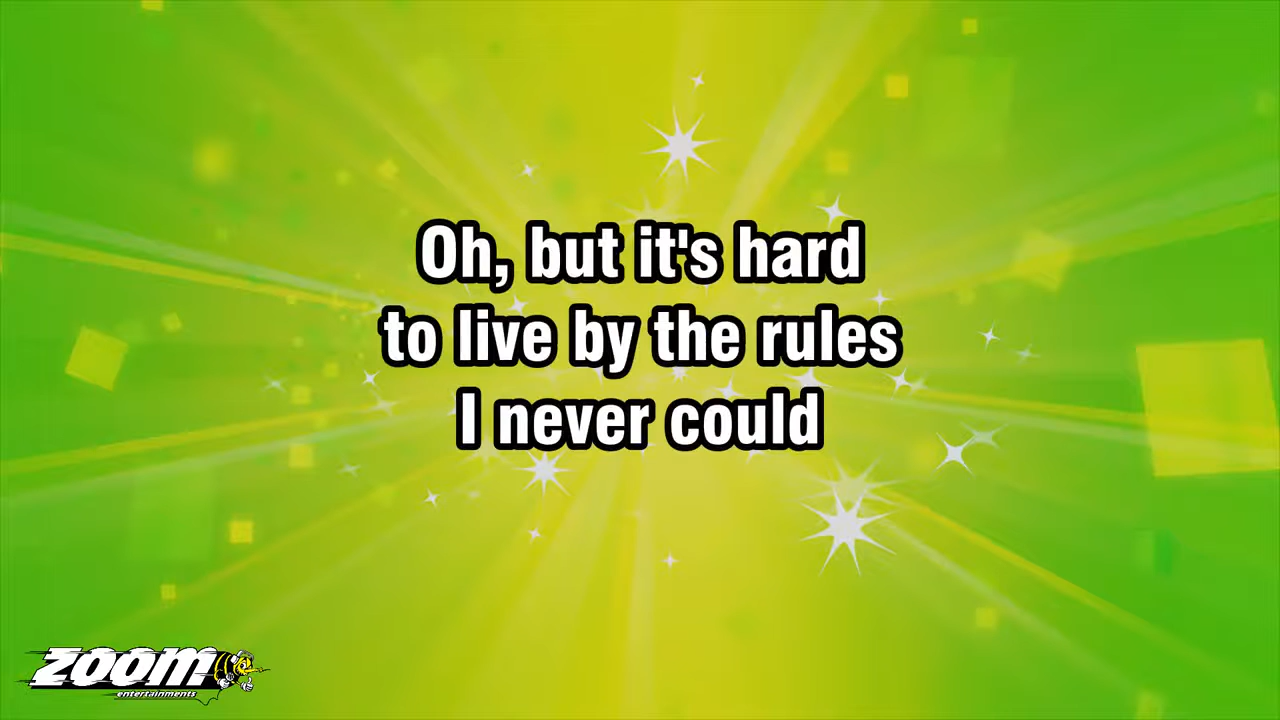 Oh, but it's hard
to live by the rules
I never could
ZOOM
entertainments